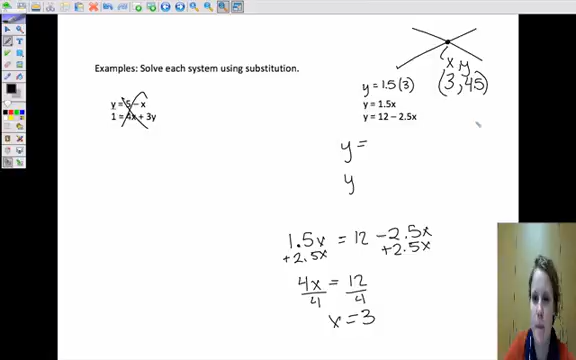 Examples: Solve each system using substitution.
y = 5 – x
1 = 4x + 3y
x y
(3, 4.5)
y = 1.5 (3)
y = 1.5x
y = 12 – 2.5x
y =
y
1.5x = 12 – 2.5x
+2.5x +2.5x
4x = 12
4 4
x = 3